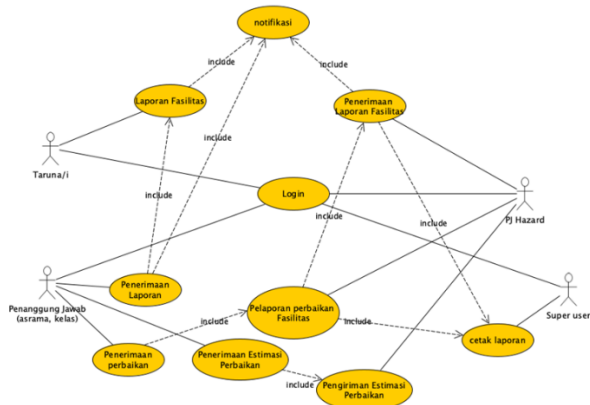 notifikasi
include
include
Laporan Fasilitas
Penerimaan
Laporan Fasilitas
include
Taruna/i
include
Login
include
include
PJ Hazard
Penerimaan
Laporan
Pelaporan perbaikan
Fasilitas
Penanggung Jawab
(asrama, kelas)
include
include
Super user
cetak laporan
Penerimaan
perbaikan
Penerimaan Estimasi
Perbaikan
include
Pengiriman Estimasi
Perbaikan